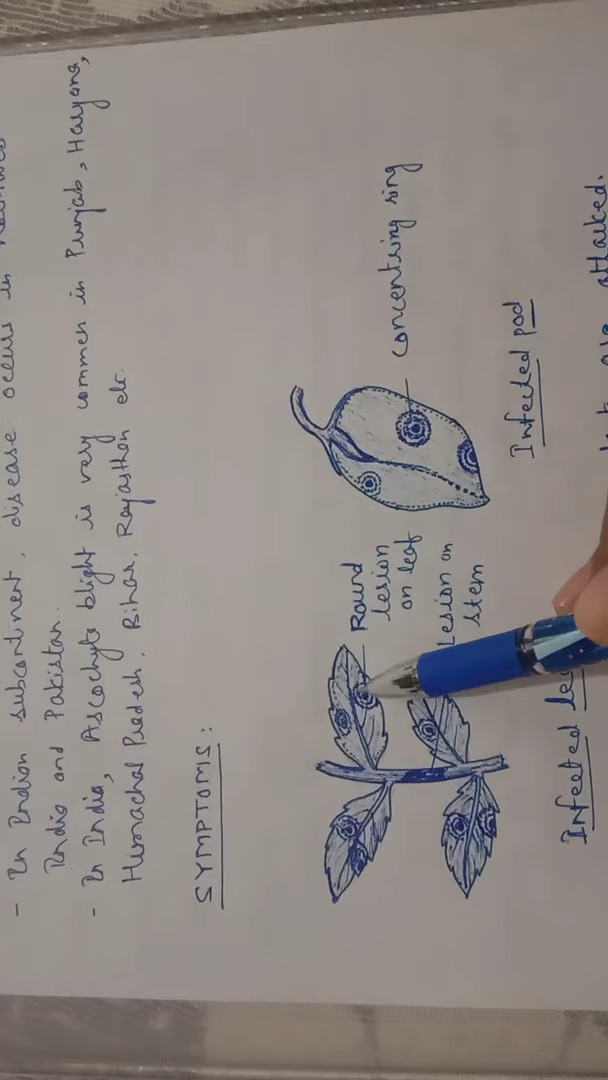 - In Indian subcontinent, disease occurs in
India and Pakistan.
- In India, Ascochyta blight is very common in Punjab, Haryana,
Himachal Pradesh, Bihar, Rajasthan etc.
SYMPTOMS:
Round
lesion
on leaf
Lesion on
stem
Infected
concentring ring
Infected pod
attacked.